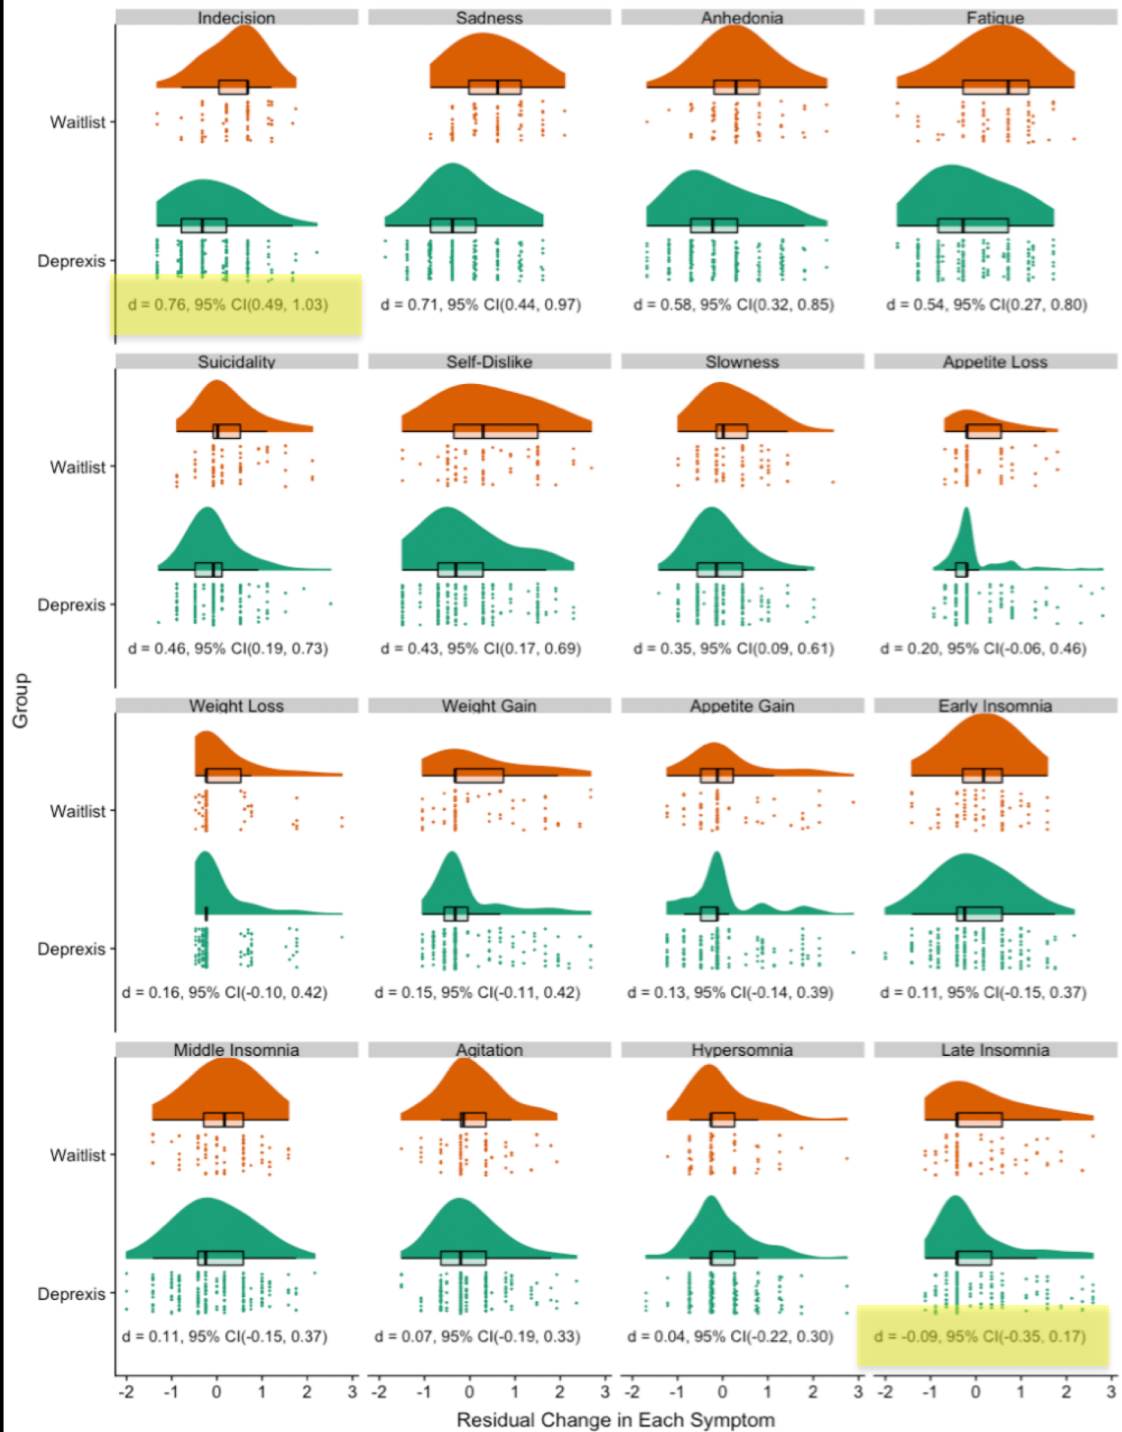 Indecision Sadness Anhedonia Fatigue
Waitlist
Deprexis
d = 0.76, 95% CI(0.49, 1.03) d = 0.71, 95% CI(0.44, 0.97) d = 0.58, 95% CI(0.32, 0.85) d = 0.54, 95% CI(0.27, 0.80)
Suicidality Self-Dislike Slowness Appetite Loss
Waitlist
Deprexis
d = 0.46, 95% CI(0.19, 0.73) d = 0.43, 95% CI(0.17, 0.69) d = 0.35, 95% CI(0.09, 0.61) d = 0.20, 95% CI(-0.06, 0.46)
Group
Weight Loss Weight Gain Appetite Gain Early Insomnia
Waitlist
Deprexis
d = 0.16, 95% CI(-0.10, 0.42) d = 0.15, 95% CI(-0.11, 0.42) d = 0.13, 95% CI(-0.14, 0.39) d = 0.11, 95% CI(-0.15, 0.37)
Middle Insomnia Agitation Hypersomnia Late Insomnia
Waitlist
Deprexis
d = 0.11, 95% CI(-0.15, 0.37) d = 0.07, 95% CI(-0.19, 0.33) d = 0.04, 95% CI(-0.22, 0.30) d = -0.09, 95% CI(-0.35, 0.17)
-2 -1 0 1 2 3 -2 -1 0 1 2 3 -2 -1 0 1 2 3 -2 -1 0 1 2 3
Residual Change in Each Symptom